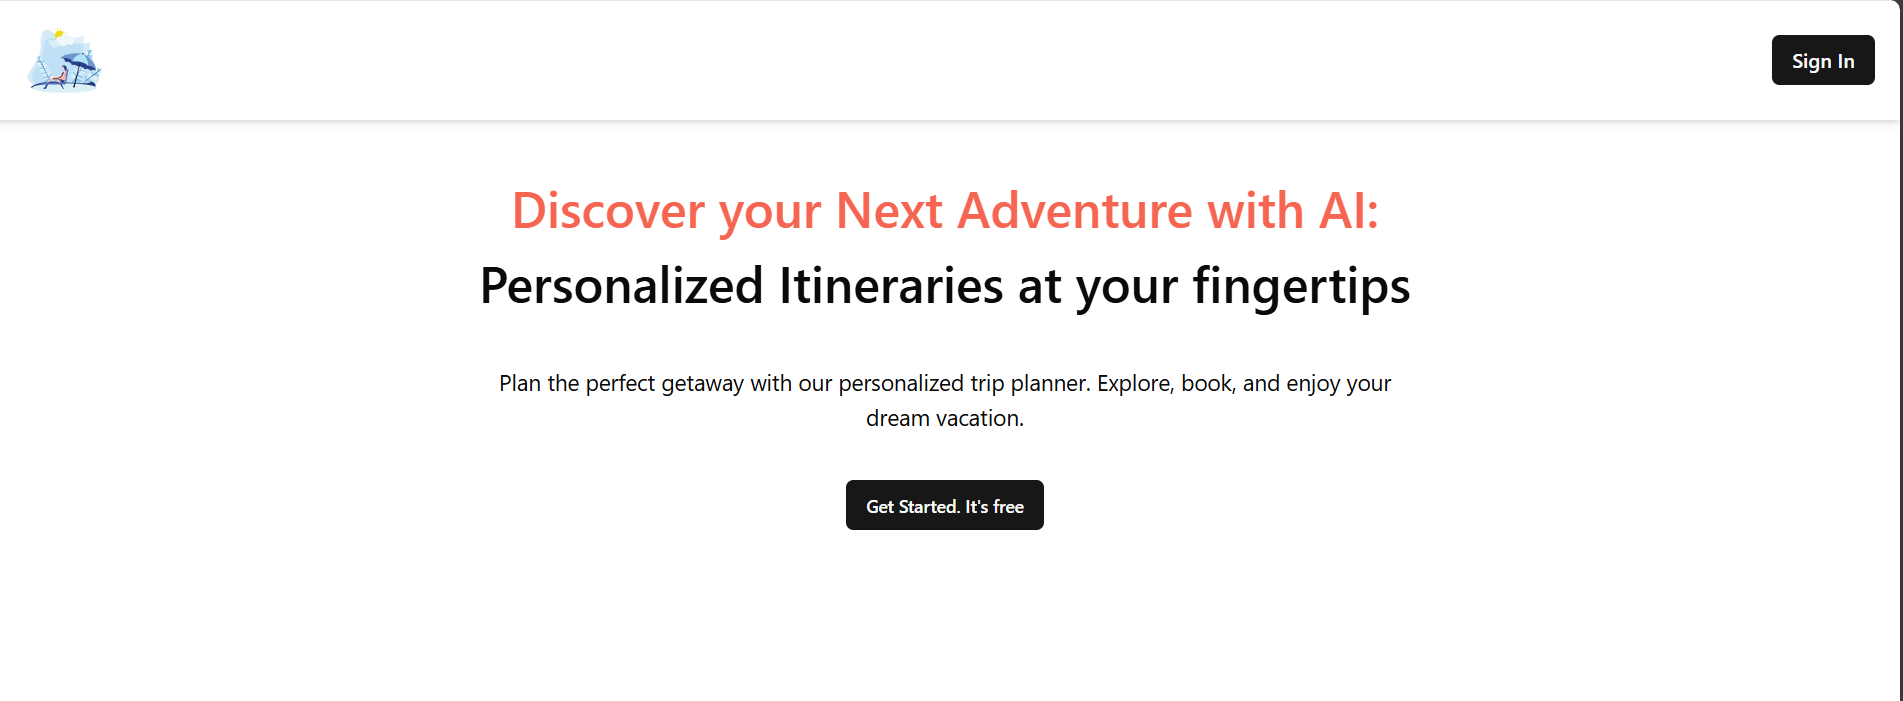 Sign In
Discover your Next Adventure with AI:
Personalized Itineraries at your fingertips
Plan the perfect getaway with our personalized trip planner. Explore, book, and enjoy your
dream vacation.
Get Started. It's free